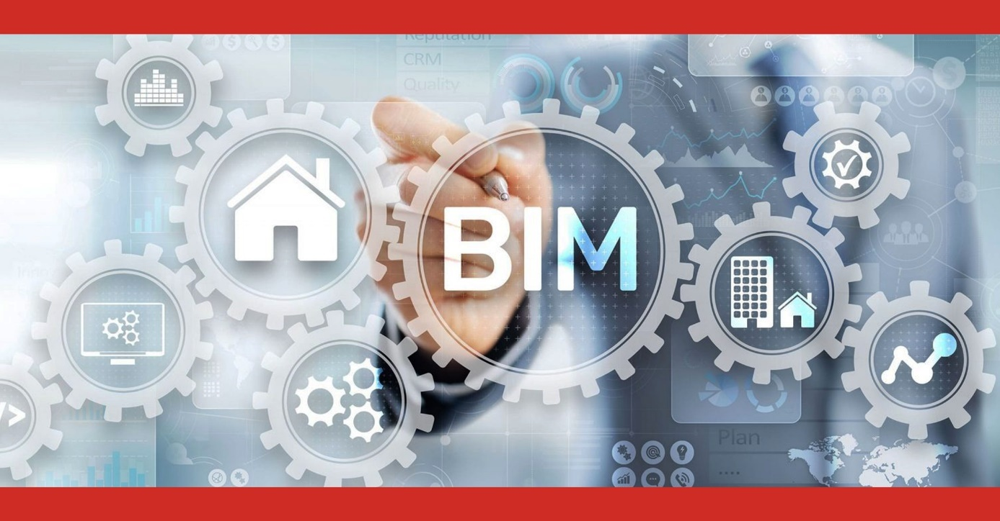 Reputation
CRM
Quality
BIM
Plan